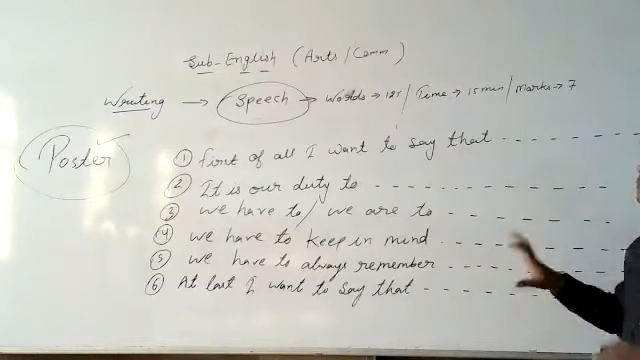 Sub-English (Arts/Comm)
Writing → Speech → Words → 125 / Time → 15 min / Marks → 7
Poster
① First of all I want to say that - - - - - - -
② It is our duty to - - - - - - - - - -
③ we have to / we are to - - - - - - -
④ we have to keep in mind - - - - - -
⑤ we have to always remember - - - - - -
⑥ At last I want to say that - - - - - -